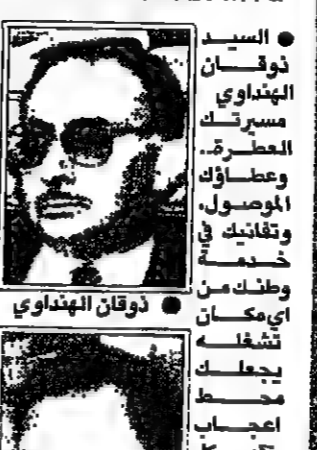 ● السيد
ذوقان
الهنداوي
مسيرتك
العطرة..
وعطاؤك
الموصول،
وتفانيك في
خدمة
وطنك من
اي مكان
تشغله
يجعلك
محط
اعجاب
● ذوقان الهنداوي